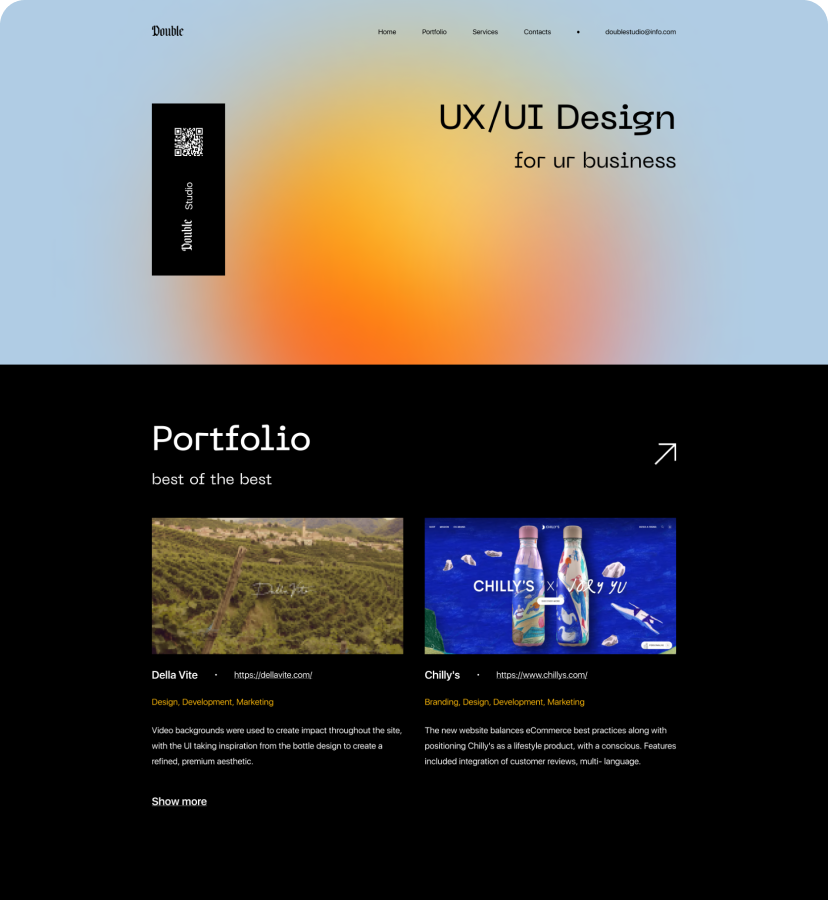 Double
Home Portfolio Services Contacts • doublestudio@info.com
UX/UI Design
for ur business
Double Studio
Portfolio
best of the best
Della Vite
CHILLY'S
CHILLY'S X JORY YU
Della Vite • https://dellavite.com/
Design, Development, Marketing
Video backgrounds were used to create impact throughout the site,
with the UI taking inspiration from the bottle design to create a
refined, premium aesthetic.
Chilly's • https://www.chillys.com/
Branding, Design, Development, Marketing
The new website balances eCommerce best practices along with
positioning Chilly's as a lifestyle product, with a conscious. Features
included integration of customer reviews, multi- language.
Show more